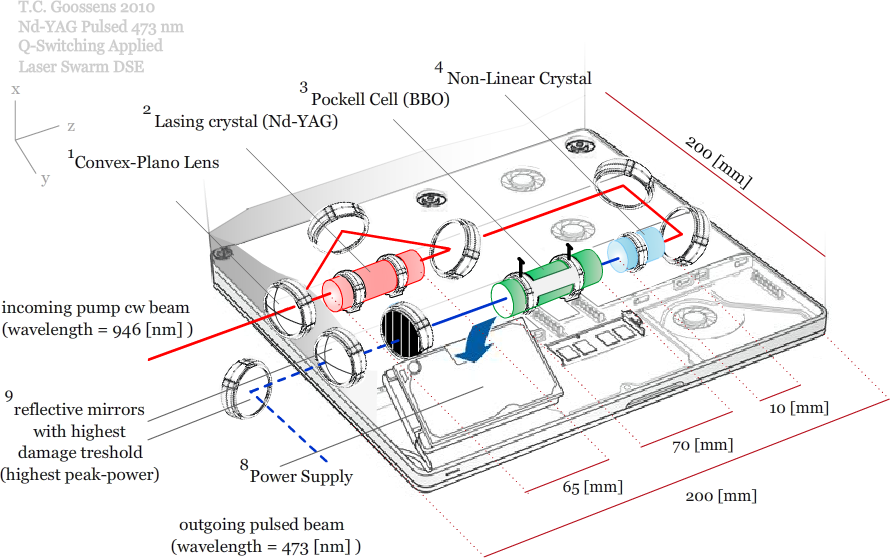 T.C. Goossens 2010
Nd-YAG Pulsed 473 nm
Q-Switching Applied
Laser Swarm DSE
x
z
y
4 Non-Linear Crystal
3 Pockell Cell (BBO)
2 Lasing crystal (Nd-YAG)
1 Convex-Plano Lens
200 [mm]
incoming pump cw beam
(wavelength = 946 [nm] )
9 reflective mirrors
with highest
damage treshold
(highest peak-power)
8 Power Supply
10 [mm]
70 [mm]
65 [mm]
200 [mm]
outgoing pulsed beam
(wavelength = 473 [nm] )